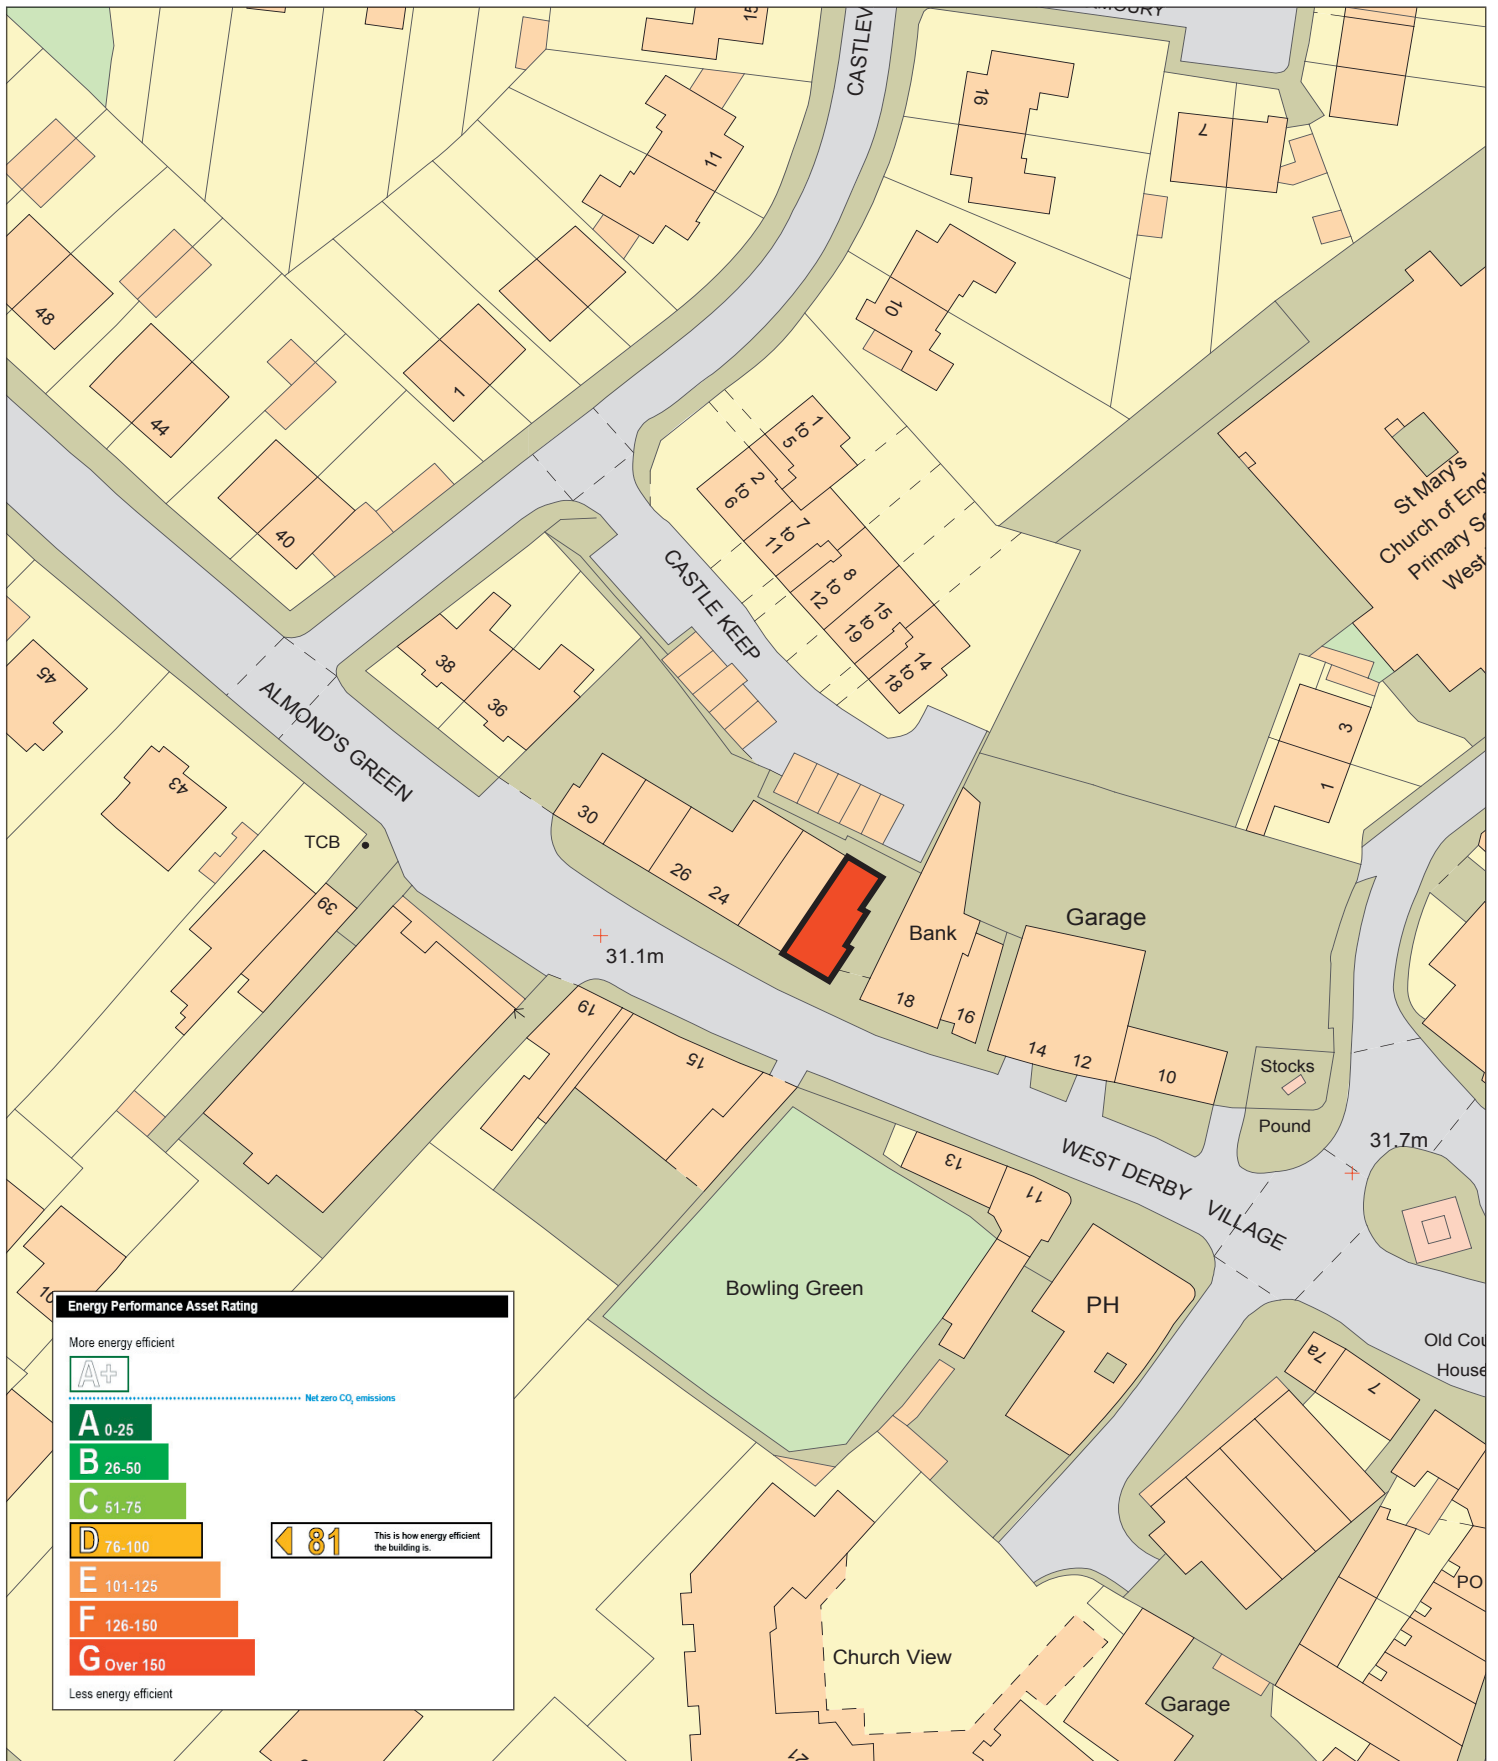 15
CASTLEV
MOURY
16
7
11
10
48
44
1
40
1
to
5
2
to
6
7
to
11
8
to
12
15
to
19
14
to
18
CASTLE KEEP
St Mary's
Church of Eng
Primary S
West
45
38
36
ALMOND'S GREEN
43
TCB
39
30
26
24
3
1
31.1m
Bank
Garage
18
16
14
12
10
19
15
Stocks
Pound
31.7m
WEST DERBY VILLAGE
13
11
Bowling Green
PH
Old Cou
House
7a
7
PO
Church View
Garage
21
10
Energy Performance Asset Rating
More energy efficient
A+
Net zero CO2 emissions
A 0-25
B 26-50
C 51-75
D 76-100
81
This is how energy efficient
the building is.
E 101-125
F 126-150
G Over 150
Less energy efficient